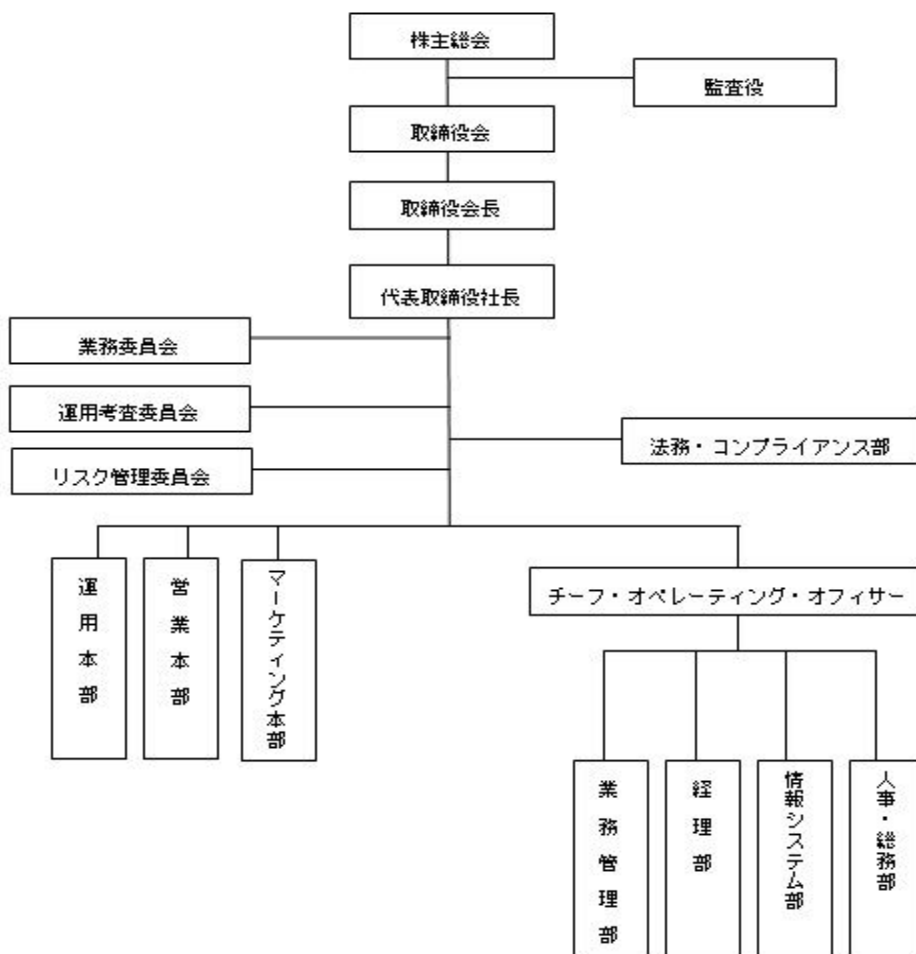 株主総会
監査役
取締役会
取締役会長
代表取締役社長
業務委員会
運用考査委員会
法務・コンプライアンス部
リスク管理委員会
運用本部
営業本部
マーケティング本部
チーフ・オペレーティング・オフィサー
業務管理部
経理部
情報システム部
人事・総務部